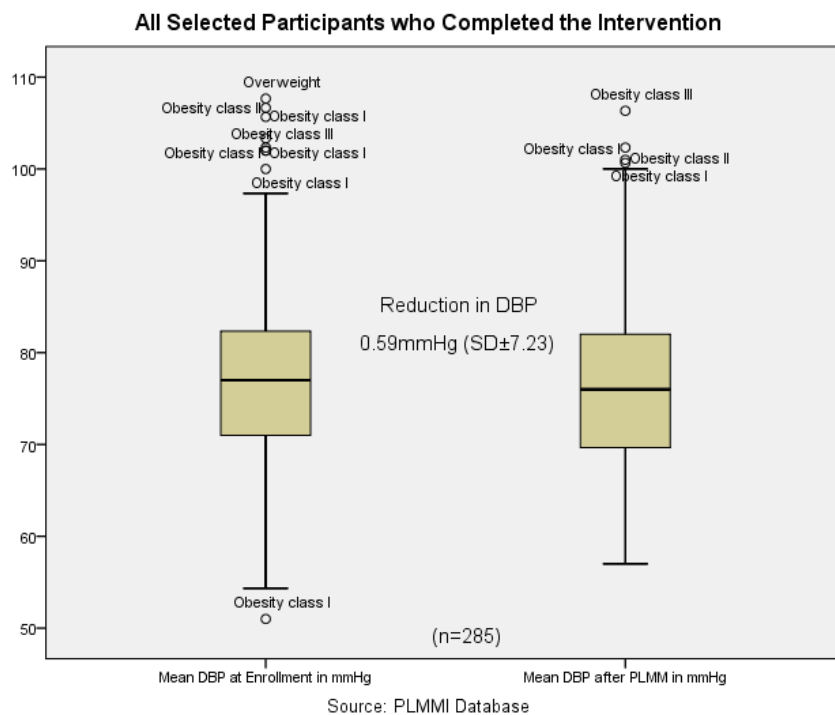 All Selected Participants who Completed the Intervention
110
100
90
80
70
60
50
Overweight
Obesity class II
Obesity class I
Obesity class III
Obesity class I
Obesity class I
Obesity class I
Obesity class I
Obesity class III
Obesity class I
Obesity class II
Obesity class I
Reduction in DBP
0.59mmHg (SD±7.23)
(n=285)
Mean DBP at Enrollment in mmHg
Mean DBP after PLMM in mmHg
Source: PLMMI Database